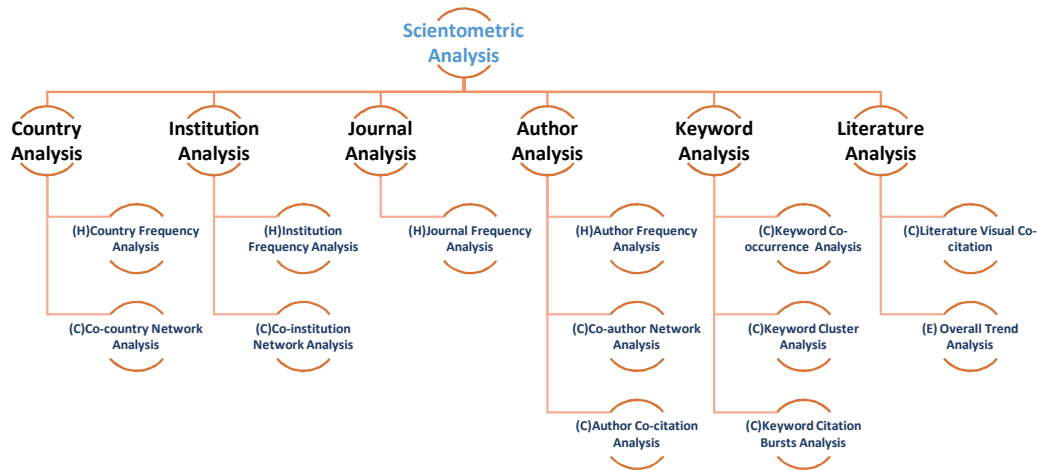 Scientometric
Analysis
Country
Analysis
Institution
Analysis
Journal
Analysis
Author
Analysis
Keyword
Analysis
Literature
Analysis
(H)Country Frequency
Analysis
(H)Institution
Frequency Analysis
(H)Journal Frequency
Analysis
(H)Author Frequency
Analysis
(C)Keyword Co-
occurrence Analysis
(C)Literature Visual Co-
citation
(C)Co-country Network
Analysis
(C)Co-institution
Network Analysis
(C)Co-author Network
Analysis
(C)Keyword Cluster
Analysis
(E) Overall Trend
Analysis
(C)Author Co-citation
Analysis
(C)Keyword Citation
Bursts Analysis